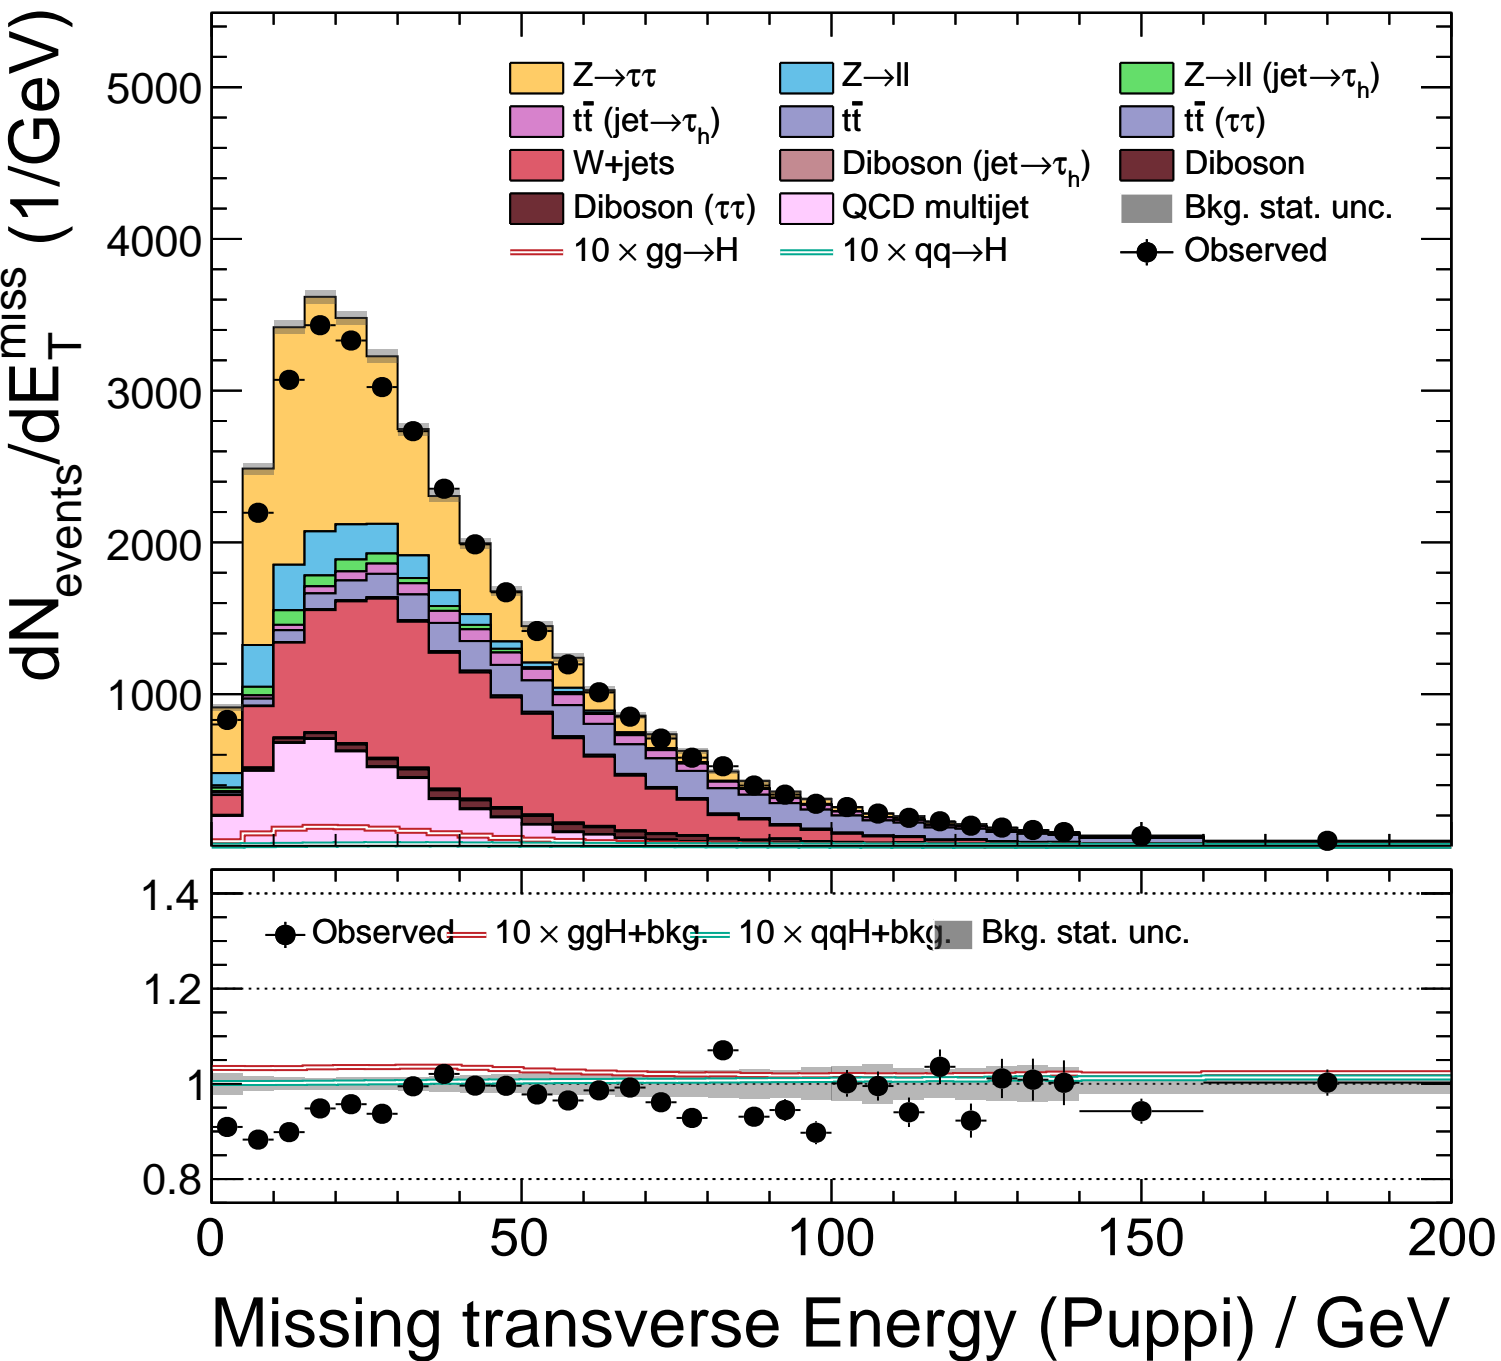 dN_events/dE_T^miss (1/GeV)
5000
4000
3000
2000
1000
Z→ττ Z→ll Z→ll (jet→τ_h)
tt̄ (jet→τ_h) tt̄ tt̄ (ττ)
W+jets Diboson (jet→τ_h) Diboson
Diboson (ττ) QCD multijet Bkg. stat. unc.
10 × gg→H 10 × qq→H Observed
1.4
1.2
1
0.8
Observed 10 × ggH+bkg. 10 × qqH+bkg. Bkg. stat. unc.
0 50 100 150 200
Missing transverse Energy (Puppi) / GeV